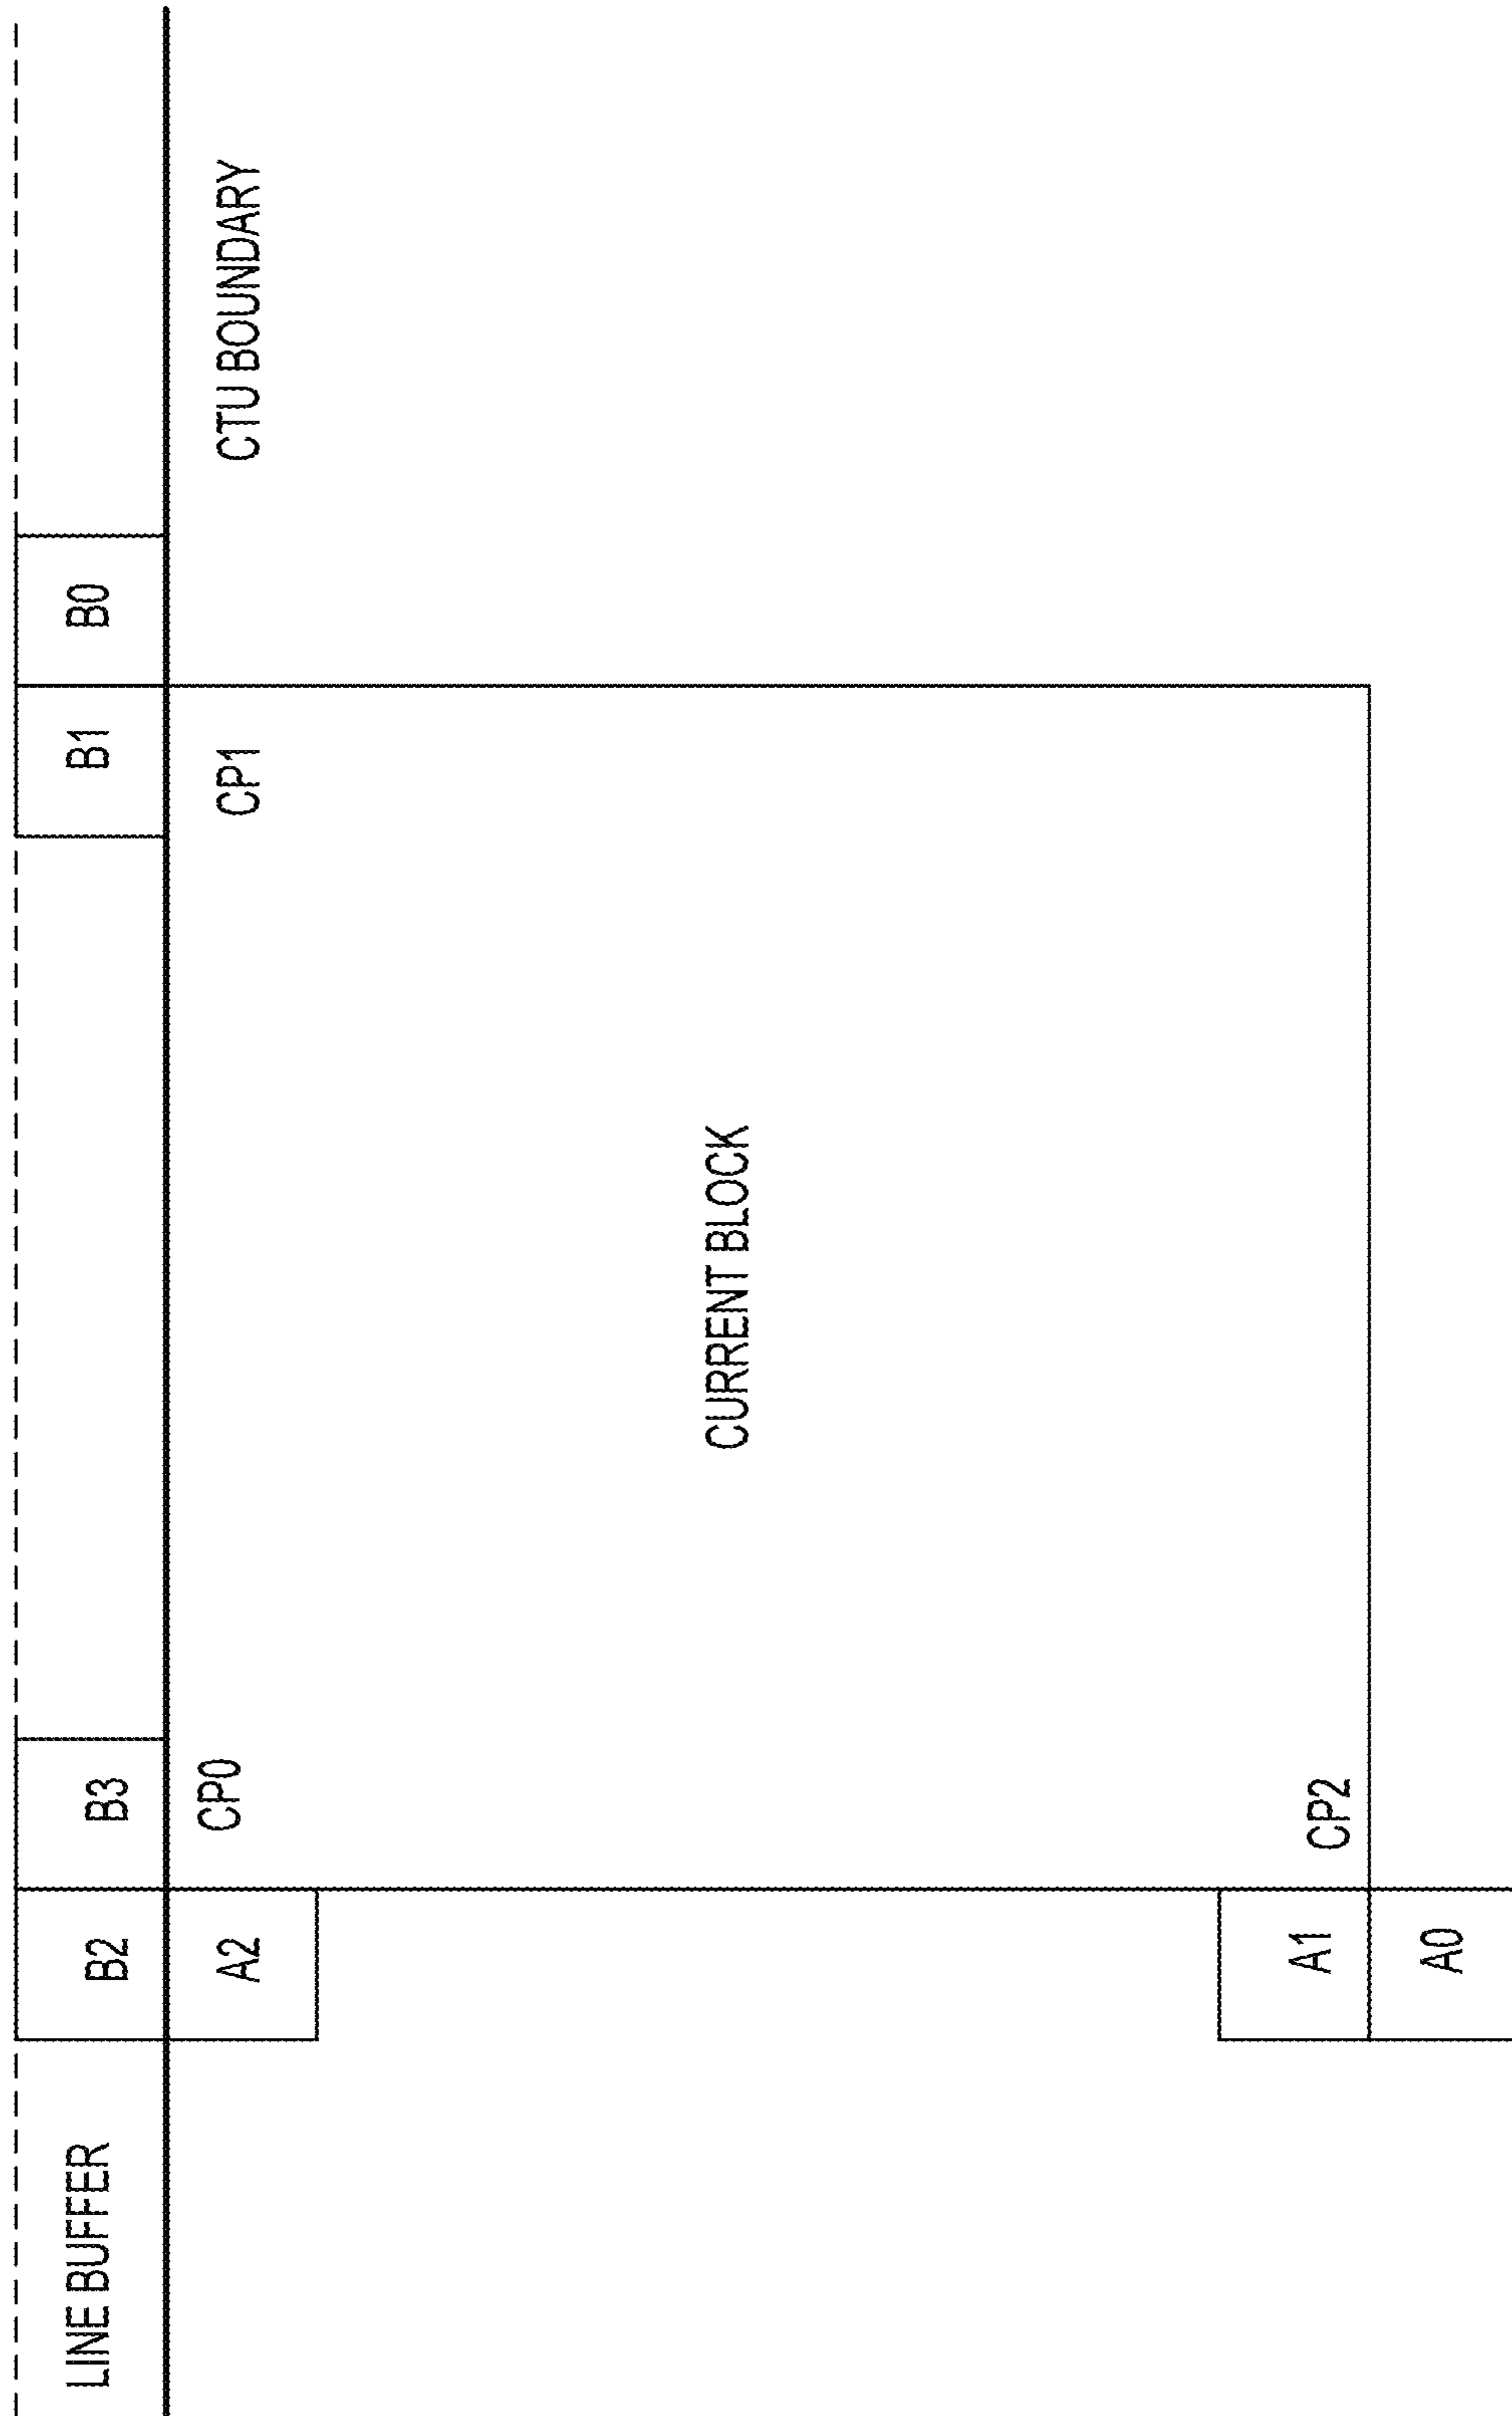 LINE BUFFER
B2
B3
B1
B0
A2
CP0
CP1
CTU BOUNDARY
CURRENT BLOCK
A1
CP2
A0